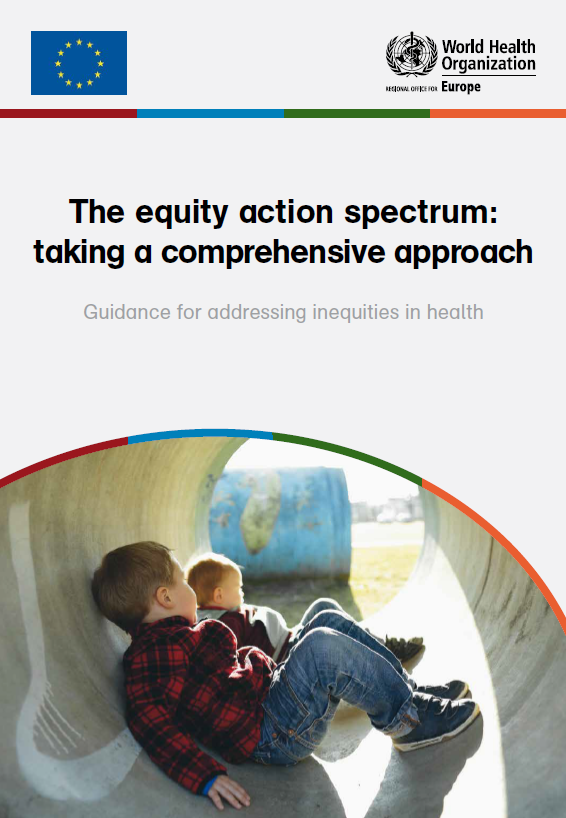 World Health
Organization
REGIONAL OFFICE FOR Europe
The equity action spectrum:
taking a comprehensive approach
Guidance for addressing inequities in health